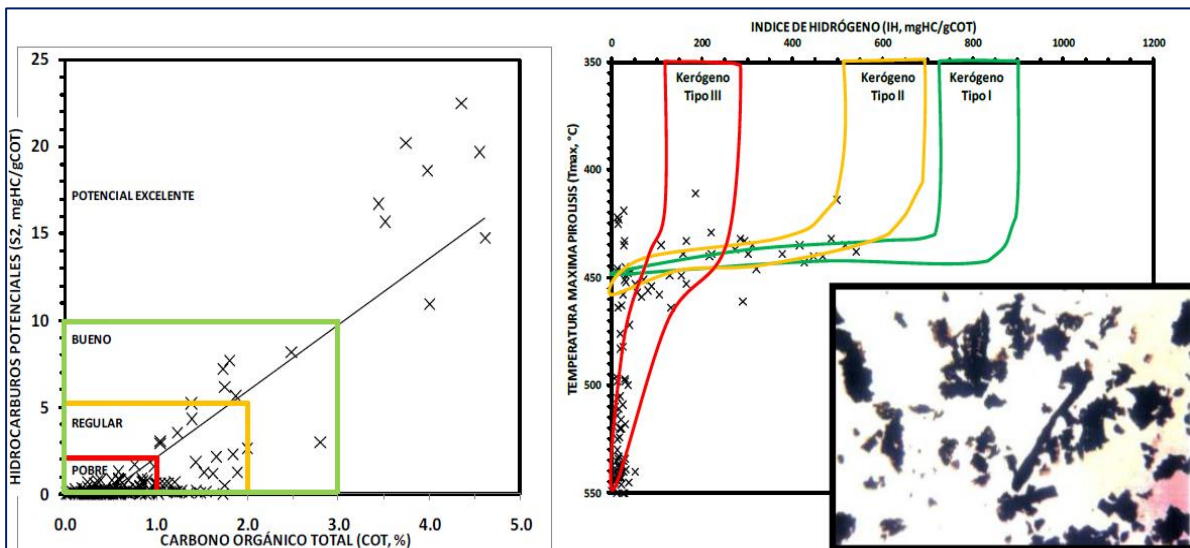 HIDROCARBUROS POTENCIALES (S2, mgHC/gCOT)
25
20
15
10
5
0
POTENCIAL EXCELENTE
BUENO
REGULAR
POBRE
0.0 1.0 2.0 3.0 4.0 5.0
CARBONO ORGÁNICO TOTAL (COT, %)
INDICE DE HIDRÓGENO (IH, mgHC/gCOT)
0 200 400 600 800 1000 1200
TEMPERATURA MAXIMA PIROLISIS (Tmax, °C)
350
400
450
500
550
Kerógeno
Tipo III
Kerógeno
Tipo II
Kerógeno
Tipo I